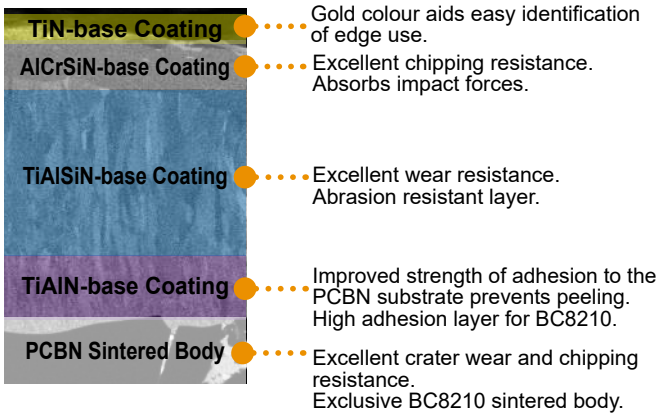 TiN-base Coating
Gold colour aids easy identification
of edge use.
AlCrSiN-base Coating
Excellent chipping resistance.
Absorbs impact forces.
TiAlSiN-base Coating
Excellent wear resistance.
Abrasion resistant layer.
TiAlN-base Coating
Improved strength of adhesion to the
PCBN substrate prevents peeling.
High adhesion layer for BC8210.
PCBN Sintered Body
Excellent crater wear and chipping
resistance.
Exclusive BC8210 sintered body.